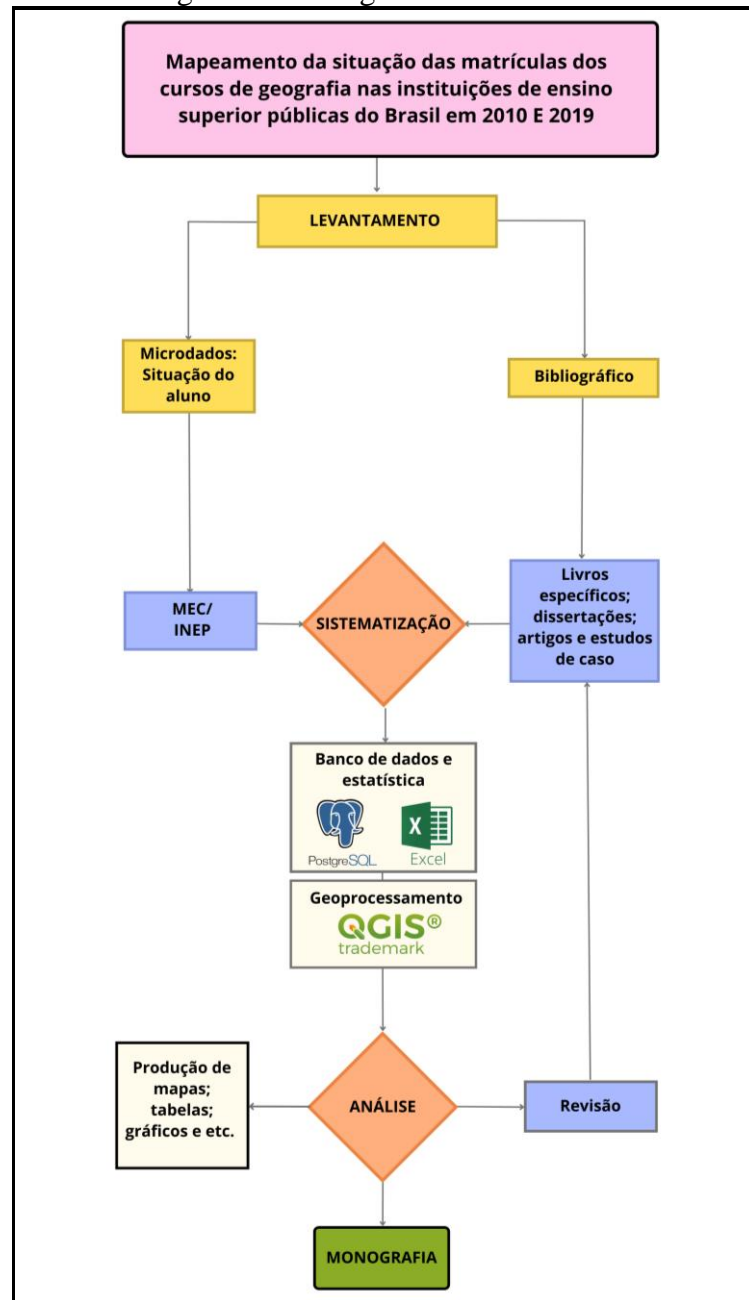 Mapeamento da situação das matrículas dos
cursos de geografia nas instituições de ensino
superior públicas do Brasil em 2010 E 2019
LEVANTAMENTO
Microdados:
Situação do
aluno
Bibliográfico
MEC/
INEP
SISTEMATIZAÇÃO
Livros
específicos;
dissertações;
artigos e estudos
de caso
Banco de dados e
estatística
PostgreSQL
X
Excel
Geoprocessamento
QGIS®
trademark
Produção de
mapas;
tabelas;
gráficos e etc.
ANÁLISE
Revisão
MONOGRAFIA